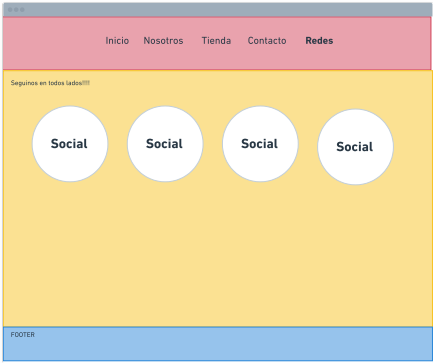 Inicio Nosotros Tienda Contacto Redes
Seguinos en todos lados!!!!
Social Social Social Social
FOOTER